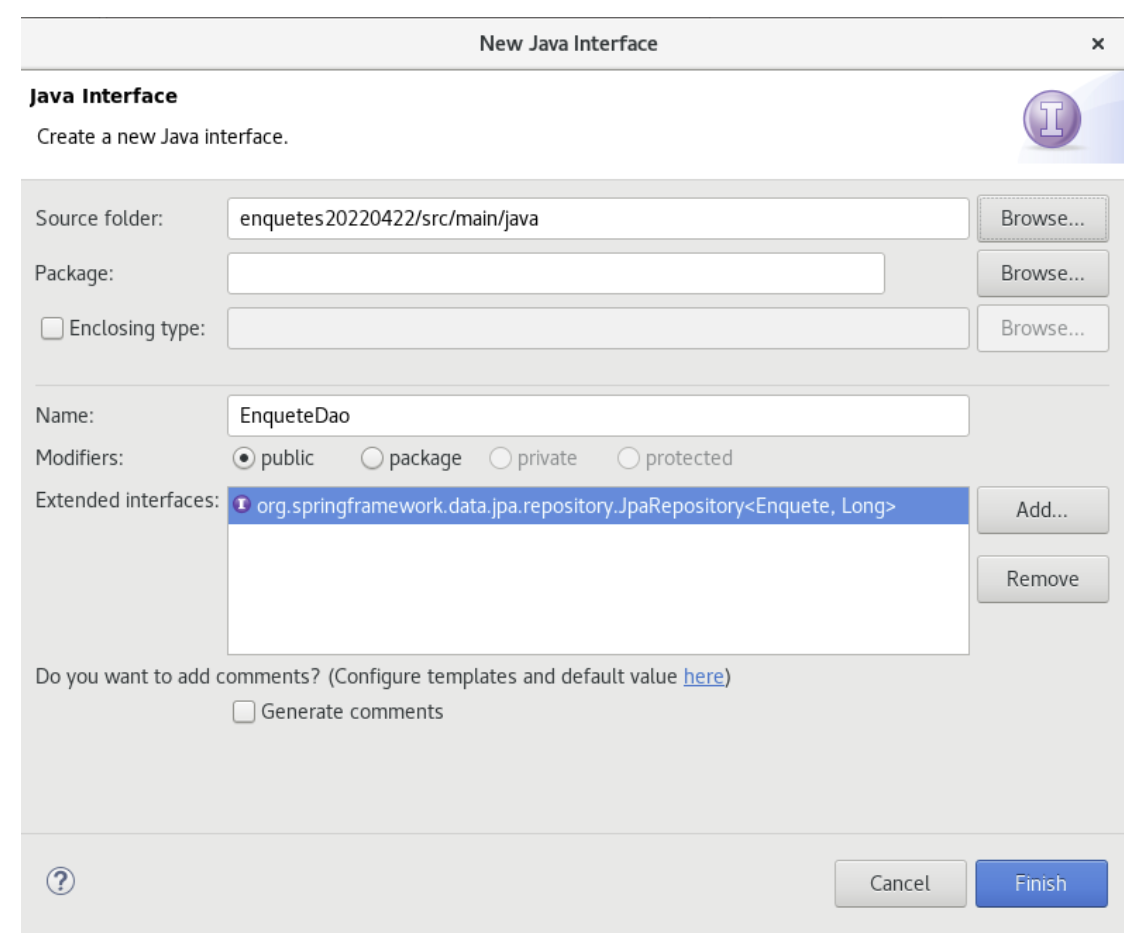 New Java Interface ×
Java Interface
Create a new Java interface.
Source folder: enquetes20220422/src/main/java Browse...
Package: Browse...
Enclosing type: Browse...
Name: EnqueteDao
Modifiers: public package private protected
Extended interfaces: I org.springframework.data.jpa.repository.JpaRepository<Enquete, Long> Add...
Remove
Do you want to add comments? (Configure templates and default value here)
Generate comments
? Cancel Finish